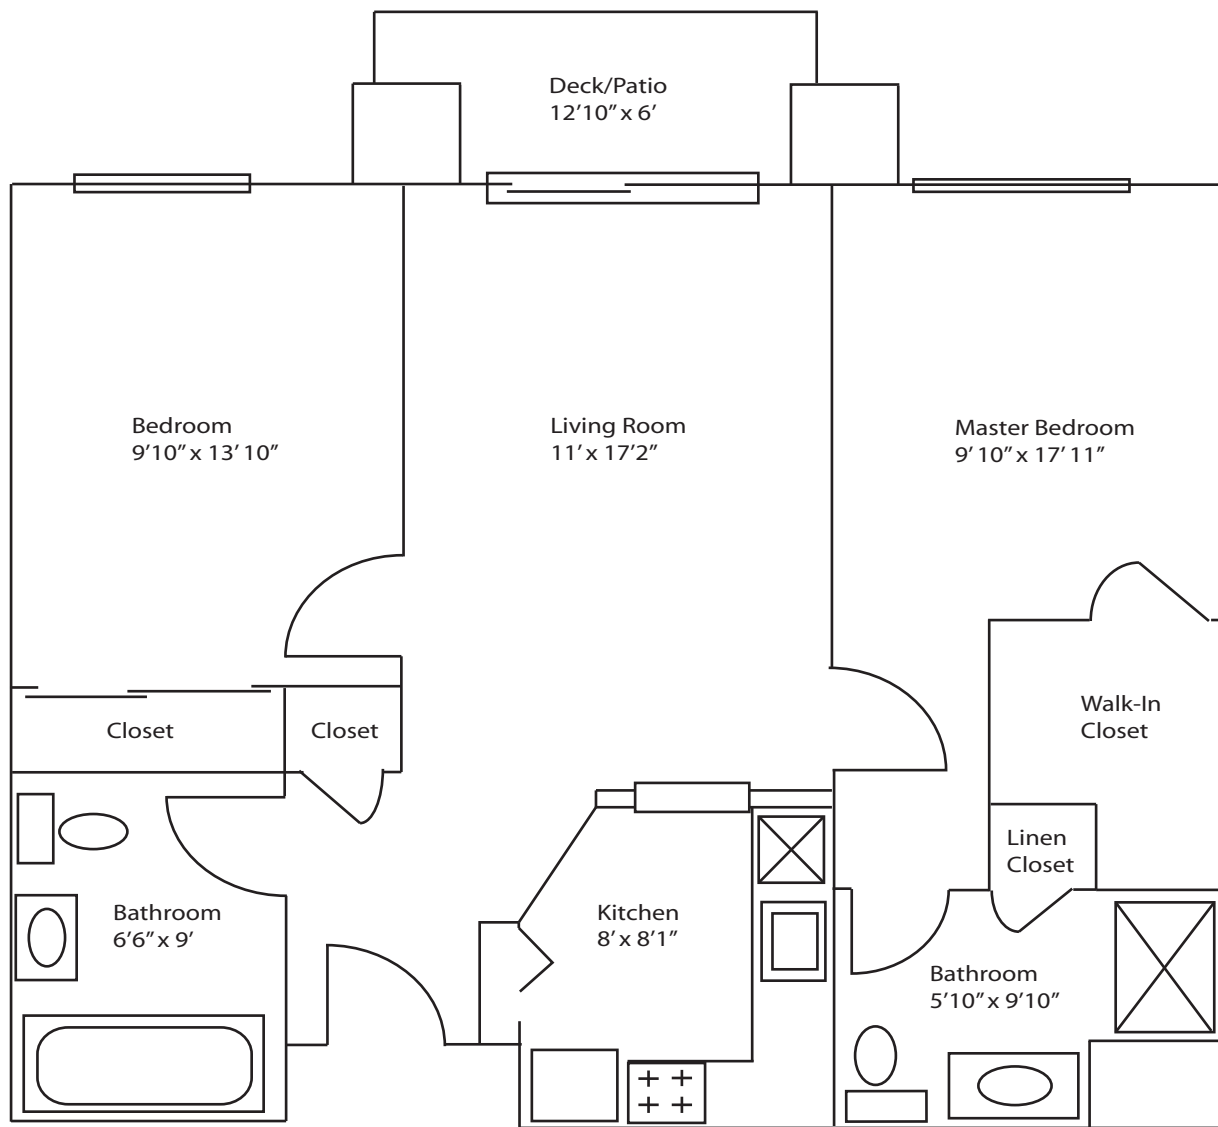 Deck/Patio
12’10” x 6’
Bedroom
9’10” x 13’ 10”
Living Room
11’ x 17’2”
Master Bedroom
9’ 10” x 17’ 11”
Closet
Closet
Walk-In
Closet
Linen
Closet
Bathroom
6’6” x 9’
Kitchen
8’ x 8’1”
Bathroom
5’10” x 9’10”